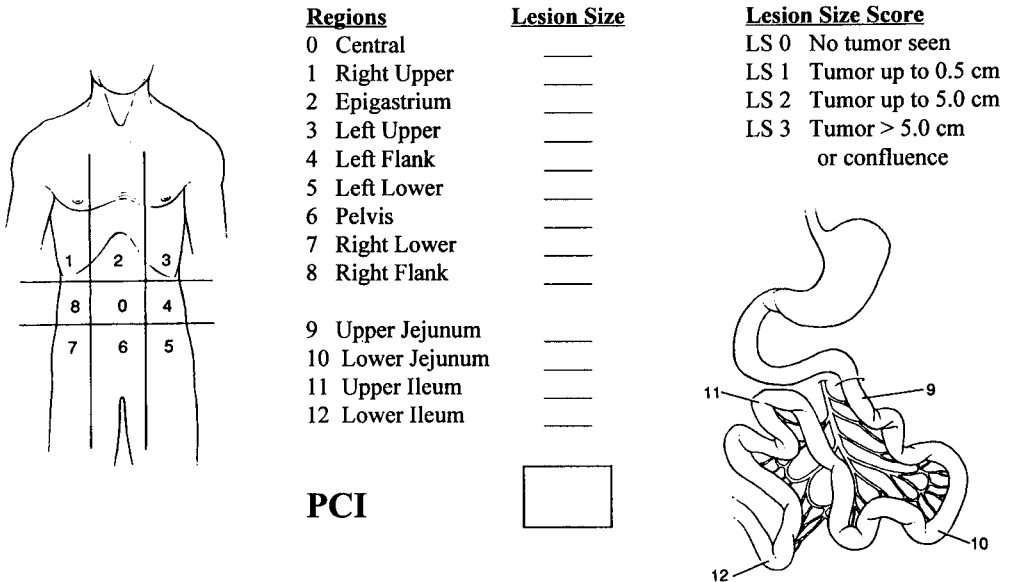 Regions
Lesion Size
0 Central
1 Right Upper
2 Epigastrium
3 Left Upper
4 Left Flank
5 Left Lower
6 Pelvis
7 Right Lower
8 Right Flank
9 Upper Jejunum
10 Lower Jejunum
11 Upper Ileum
12 Lower Ileum
PCI
Lesion Size Score
LS 0 No tumor seen
LS 1 Tumor up to 0.5 cm
LS 2 Tumor up to 5.0 cm
LS 3 Tumor > 5.0 cm
or confluence
1 2 3
8 0 4
7 6 5
11
9
10
12